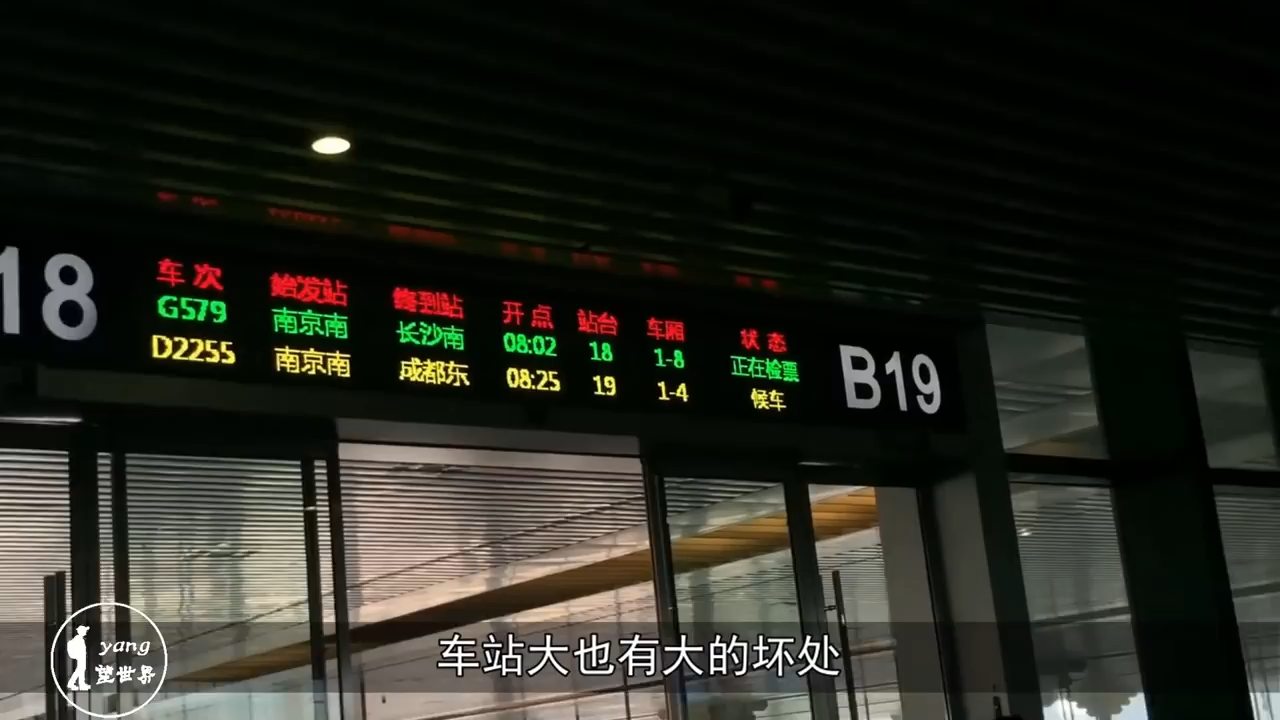 18
车次 始发站 终到站 开点 站台 车厢 状态
G579 南京南 长沙南 08:02 18 1-8 正在检票
D2255 南京南 成都东 08:25 19 1-4 候车
B19
yang
望世界
车站大也有大的坏处